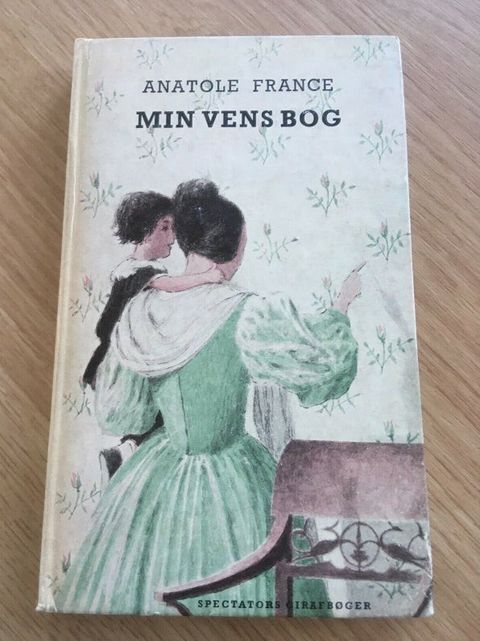 ANATOLE FRANCE
MIN VENS BOG
SPECTATORS GIRAFBØGER